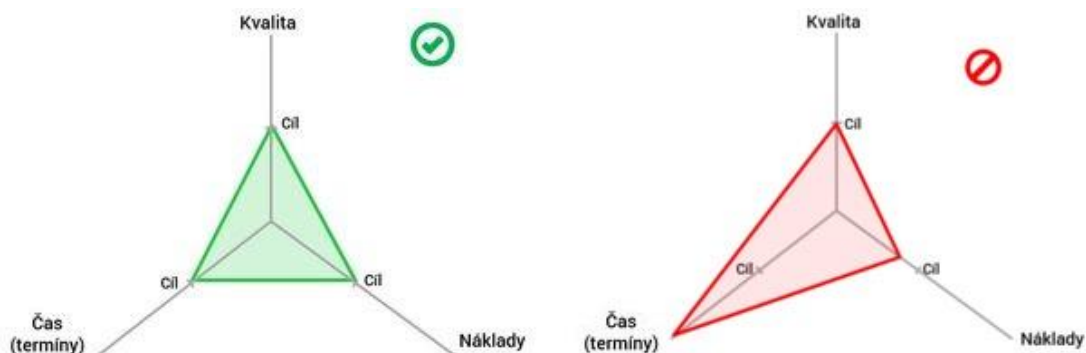 Kvalita
Cíl
Cíl
Cíl
Čas
(termíny)
Náklady
Kvalita
Cíl
Cíl
Cíl
Čas
(termíny)
Náklady